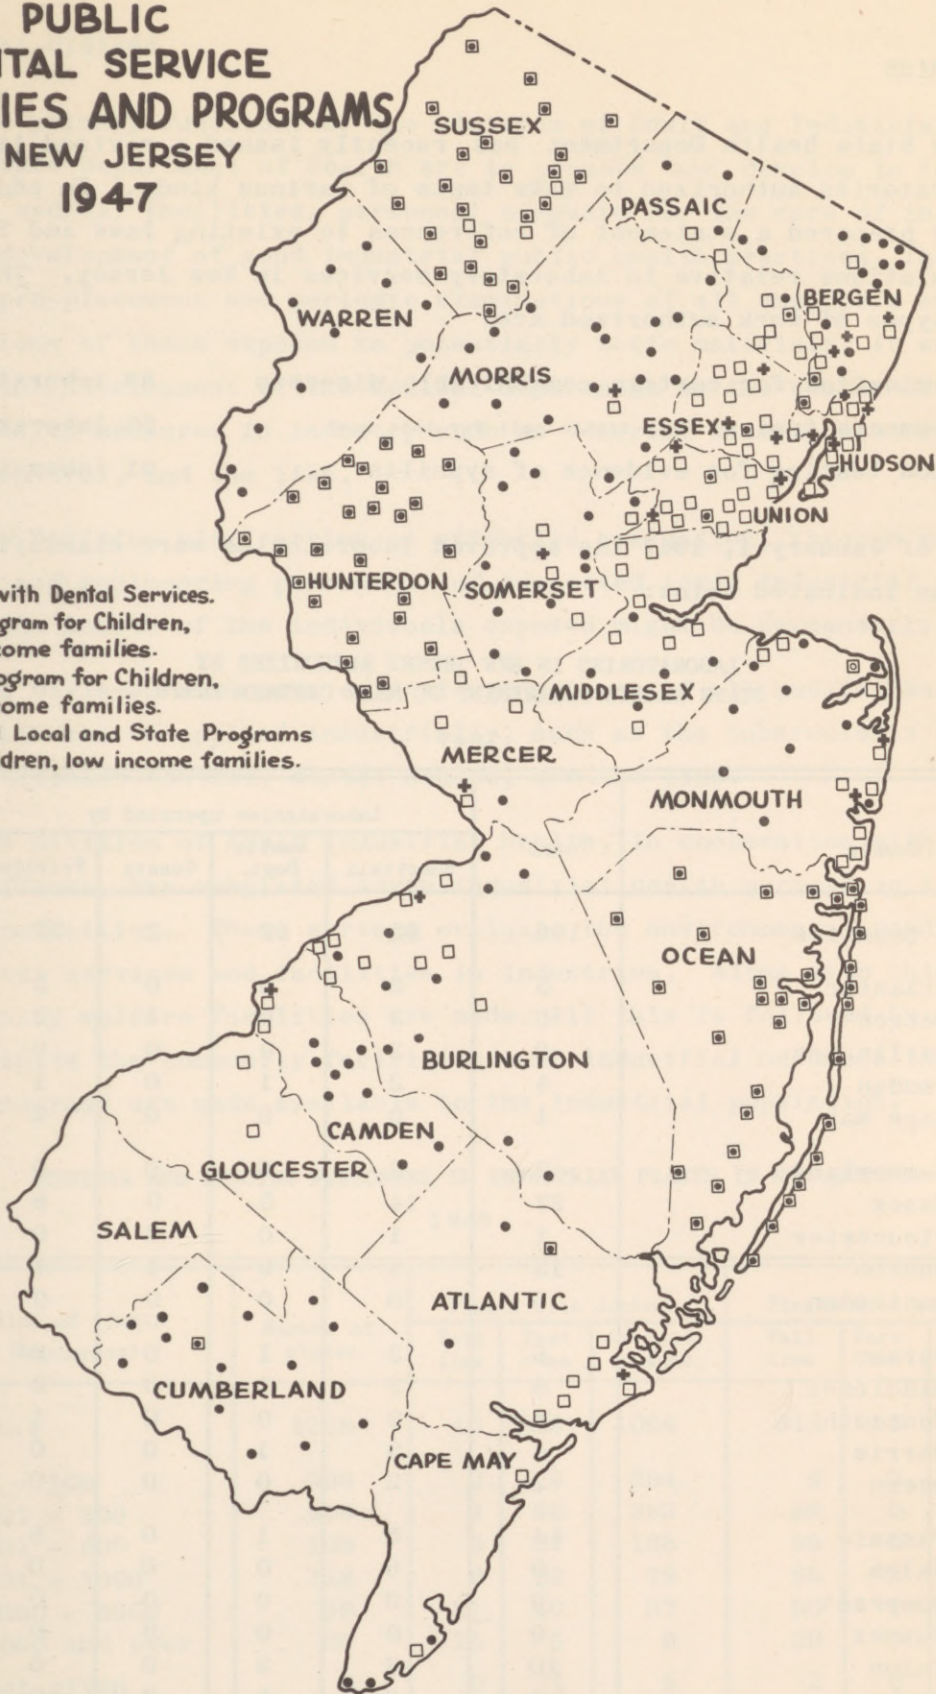 PUBLIC
TAL SERVICE
IES AND PROGRAMS
NEW JERSEY
1947
SUSSEX
PASSAIC
BERGEN
WARREN
MORRIS
ESSEX
HUDSON
UNION
with Dental Services.
gram for Children,
come families.
ogram for Children,
come families.
Local and State Programs
dren, low income families.
HUNTERDON
SOMERSET
MIDDLESEX
MERCER
MONMOUTH
OCEAN
BURLINGTON
CAMDEN
GLOUCESTER
SALEM
ATLANTIC
CUMBERLAND
CAPE MAY